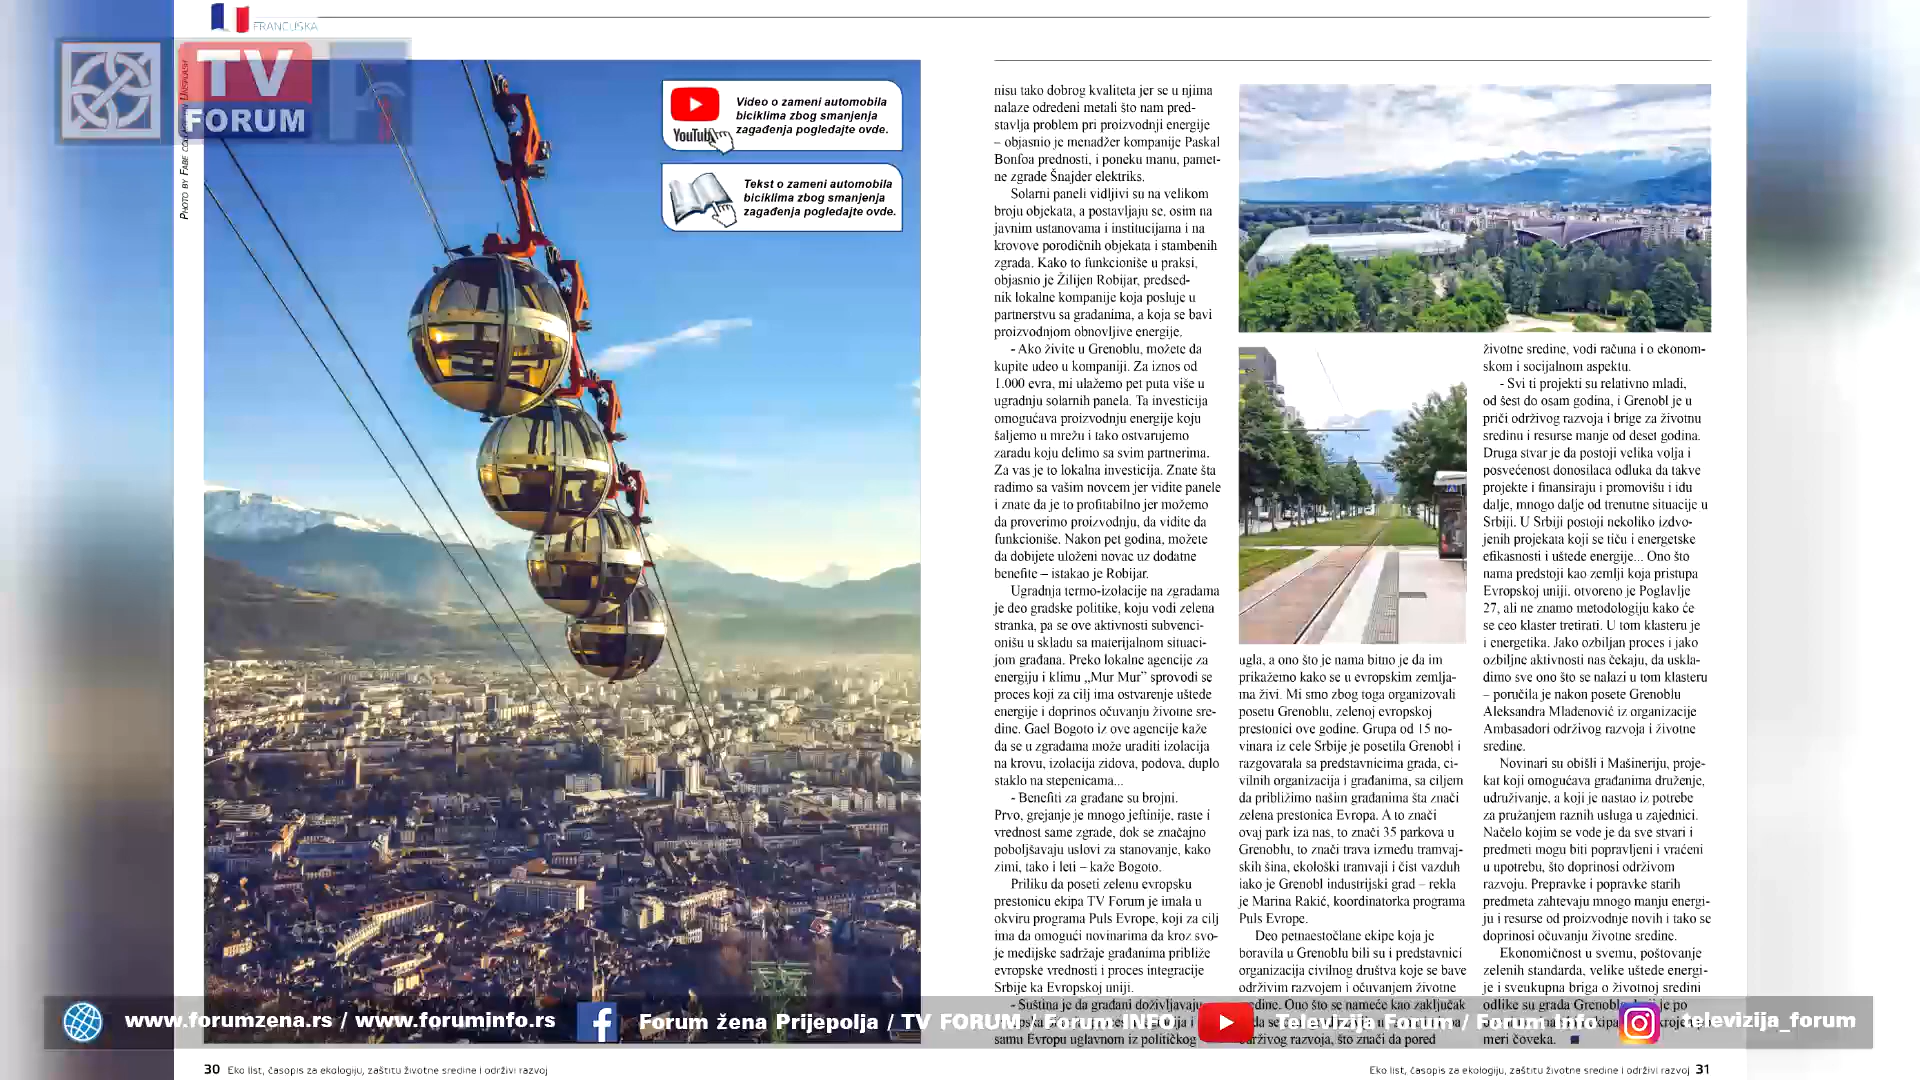 FRANCUSKA
TV
FORUM
Video o zameni automobila
biciklima zbog smanjenja
zagađenja pogledajte ovde.
YouTube
Tekst o zameni automobila
biciklima zbog smanjenja
zagađenja pogledajte ovde.
nisu tako dobrog kvaliteta jer se u njima
nalaze određeni metali što nam pred-
stavlja problem pri proizvodnji energije
– objasnio je menadžer kompanije Paskal
Bonfoa prednosti, i poneku manu, pamet-
ne zgrade Šnajder elektriks.
Solarni paneli vidljivi su na velikom
broju objekata, a postavljaju se, osim na
javnim ustanovama i institucijama i na
krovove porodičnih objekata i stambenih
zgrada. Kako to funkcioniše u praksi,
objasnio je Žilijen Robijar, predsed-
nik lokalne kompanije koja posluje u
partnerstvu sa građanima, a koja se bavi
proizvodnjom obnovljive energije.
- Ako živite u Grenoblu, možete da
kupite udeo u kompaniji. Za iznos od
1.000 evra, mi ulažemo pet puta više u
ugradnju solarnih panela. Ta investicija
omogućava proizvodnju energije koju
šaljemo u mrežu i tako ostvarujemo
zaradu koju delimo sa svim partnerima.
Za vas je to lokalna investicija. Znate šta
radimo sa vašim novcem jer vidite panele
i znate da je to profitabilno jer možemo
da proverimo proizvodnju, da vidite da
funkcioniše. Nakon pet godina, možete
da dobijete uloženi novac uz dodatne
benefite – istakao je Robijar.
Ugradnja termo-izolacije na zgradama
je deo gradske politike, koju vodi zelena
stranka, pa se ove aktivnosti subvenci-
onišu u skladu sa materijalnom situaci-
jom građana. Preko lokalne agencije za
energiju i klimu „Mur Mur” sprovodi se
proces koji za cilj ima ostvarenje uštede
energije i doprinos očuvanju životne sre-
dine. Gael Bogoto iz ove agencije kaže
da se u zgradama može uraditi izolacija
na krovu, izolacija zidova, podova, duplo
staklo na stepenicama...
- Benefiti za građane su brojni.
Prvo, grejanje je mnogo jeftinije, raste i
vrednost same zgrade, dok se značajno
poboljšavaju uslovi za stanovanje, kako
zimi, tako i leti – kaže Bogoto.
Priliku da poseti zelenu evropsku
prestonicu ekipa TV Forum je imala u
okviru programa Puls Evrope, koji za cilj
ima da omogući novinarima da kroz svo-
je medijske sadržaje građanima približe
evropske vrednosti i proces integracije
Srbije ka Evropskoj uniji.
- Suština je da građani doživljavaju
samu Evropu uglavnom iz političkog
ugla, a ono što je nama bitno je da im
prikažemo kako se u evropskim zemlja-
ma živi. Mi smo zbog toga organizovali
posetu Grenoblu, zelenoj evropskoj
prestonici ove godine. Grupa od 15 no-
vinara iz cele Srbije je posetila Grenobl i
razgovarala sa predstavnicima grada, ci-
vilnih organizacija i građanima, sa ciljem
da približimo našim građanima šta znači
zelena prestonica Evropa. A to znači
ovaj park iza nas, to znači 35 parkova u
Grenoblu, to znači trava između tramvaj-
skih šina, ekološki tramvaji i čist vazduh
iako je Grenobl industrijski grad – rekla
je Marina Rakić, koordinatorka programa
Puls Evrope.
Deo petnaestočlane ekipe koja je
boravila u Grenoblu bili su i predstavnici
organizacija civilnog društva koje se bave
održivim razvojem i očuvanjem životne
sredine. Ono što se nameće kao zaključak
održivog razvoja, što znači da pored
životne sredine, vodi računa i o ekonom-
skom i socijalnom aspektu.
- Svi ti projekti su relativno mladi,
od šest do osam godina, i Grenobl je u
priči održivog razvoja i brige za životnu
sredinu i resurse manje od deset godina.
Druga stvar je da postoji velika volja i
posvećenost donosilaca odluka da takve
projekte i finansiraju i promovišu i idu
dalje, mnogo dalje od trenutne situacije u
Srbiji. U Srbiji postoji nekoliko izdvo-
jenih projekata koji se tiču i energetske
efikasnosti i uštede energije... Ono što
nama predstoji kao zemlji koja pristupa
Evropskoj uniji, otvoreno je Poglavlje
27, ali ne znamo metodologiju kako će
se ceo klaster tretirati. U tom klasteru je
i energetika. Jako ozbiljan proces i jako
ozbiljne aktivnosti nas čekaju, da uskla-
dimo sve ono što se nalazi u tom klasteru
– poručila je nakon posete Grenoblu
Aleksandra Mladenović iz organizacije
Ambasadori održivog razvoja i životne
sredine.
Novinari su obišli i Mašineriju, proje-
kat koji omogućava građanima druženje,
udruživanje, a koji je nastao iz potrebe
za pružanjem raznih usluga u zajednici.
Načelo kojim se vode je da sve stvari i
predmeti mogu biti popravljeni i vraćeni
u upotrebu, što doprinosi održivom
razvoju. Prepravke i popravke starih
predmeta zahtevaju mnogo manju energi-
ju i resurse od proizvodnje novih i tako se
doprinosi očuvanju životne sredine.
Ekonomičnost u svemu, poštovanje
zelenih standarda, velike uštede energi-
je i sveukupna briga o životnoj sredini
odlike su grada Grenobla, koji je po
meri čoveka.
www.forumzena.rs / www.foruminfo.rs
Forum žena Prijepolja / TV FORUM / Forum INFO
Televizija Forum / Forum Info
televizija_forum
30 Eko list, časopis za ekologiju, zaštitu životne sredine i održivi razvoj
Eko list, časopis za ekologiju, zaštitu životne sredine i održivi razvoj 31